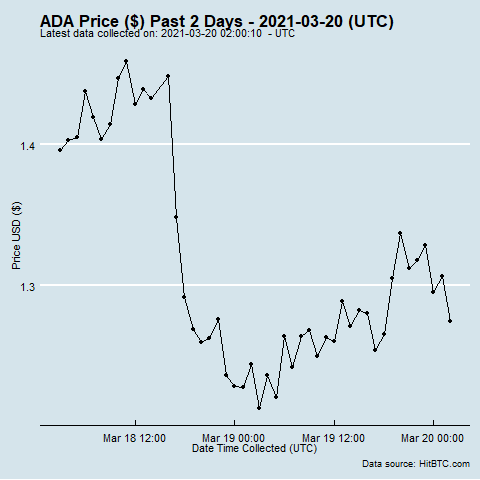 ADA Price ($) Past 2 Days - 2021-03-20 (UTC)
Latest data collected on: 2021-03-20 02:00:10 - UTC
1.4
Price USD ($)
1.3
Mar 18 12:00 Mar 19 00:00 Mar 19 12:00 Mar 20 00:00
Date Time Collected (UTC)
Data source: HitBTC.com